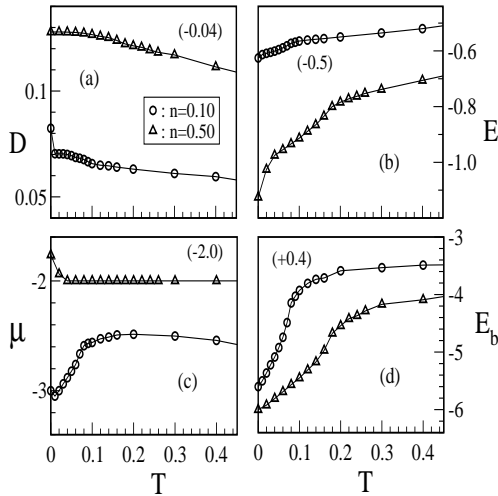 (-0.04)
(a)
0.1
D
: n=0.10
: n=0.50
0.05
-0.6
(-0.5)
-0.8
E
(b)
-1.0
(-2.0)
-2
μ
(c)
-3
0 0.1 0.2 0.3 0.4
T
-3
(+0.4)
-4
E_b
-5
(d)
-6
0 0.1 0.2 0.3 0.4
T